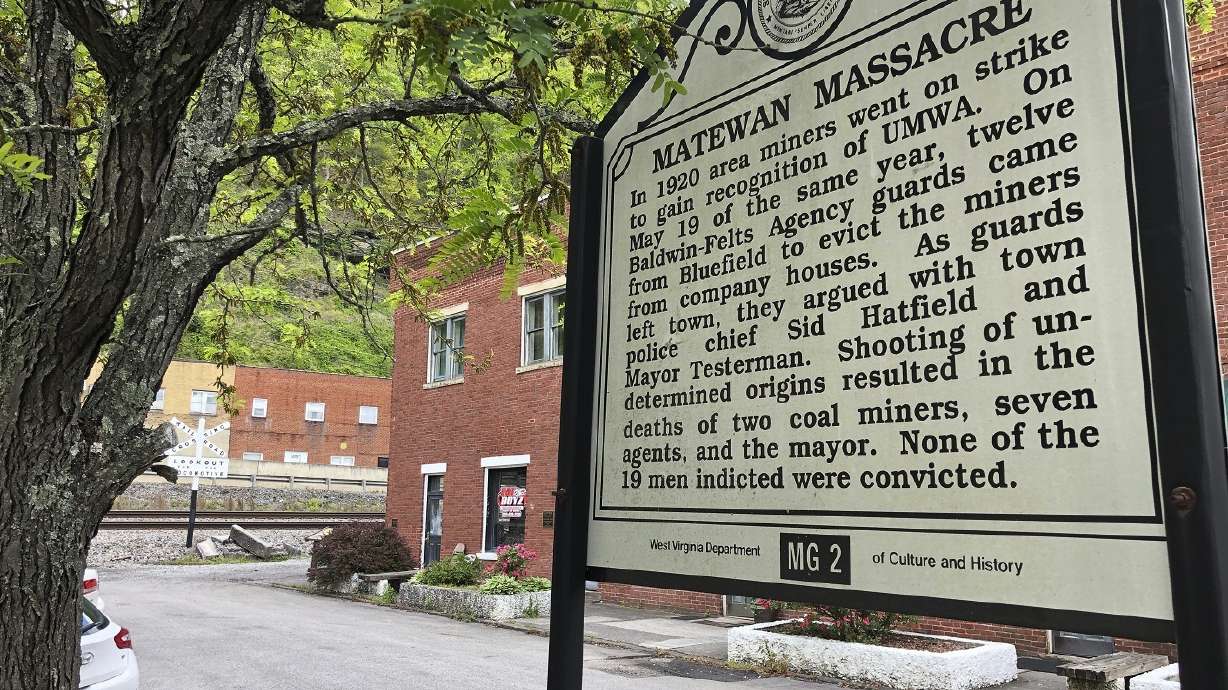 MATEWAN MASSACRE
In 1920 area miners went on strike
to gain recognition of UMWA. On
May 19 of the same year, twelve
Baldwin-Felts Agency guards came
from Bluefield to evict the miners
from company houses. As guards
left town, they argued with town
police chief Sid Hatfield and
Mayor Testerman. Shooting of un-
determined origins resulted in the
deaths of two coal miners, seven
agents, and the mayor. None of the
19 men indicted were convicted.
West Virginia Department MG 2 of Culture and History
LOOKOUT
FOR THE
LOCOMOTIVE
BOYZ